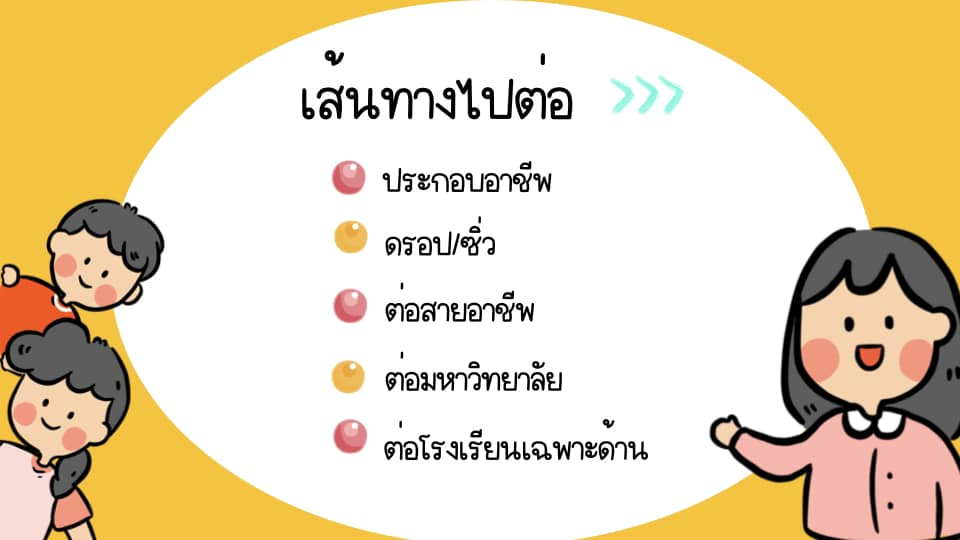 เส้นทางไปต่อ
ประกอบอาชีพ
ดรอป/ซิ่ว
ต่อสายอาชีพ
ต่อมหาวิทยาลัย
ต่อโรงเรียนเฉพาะด้าน